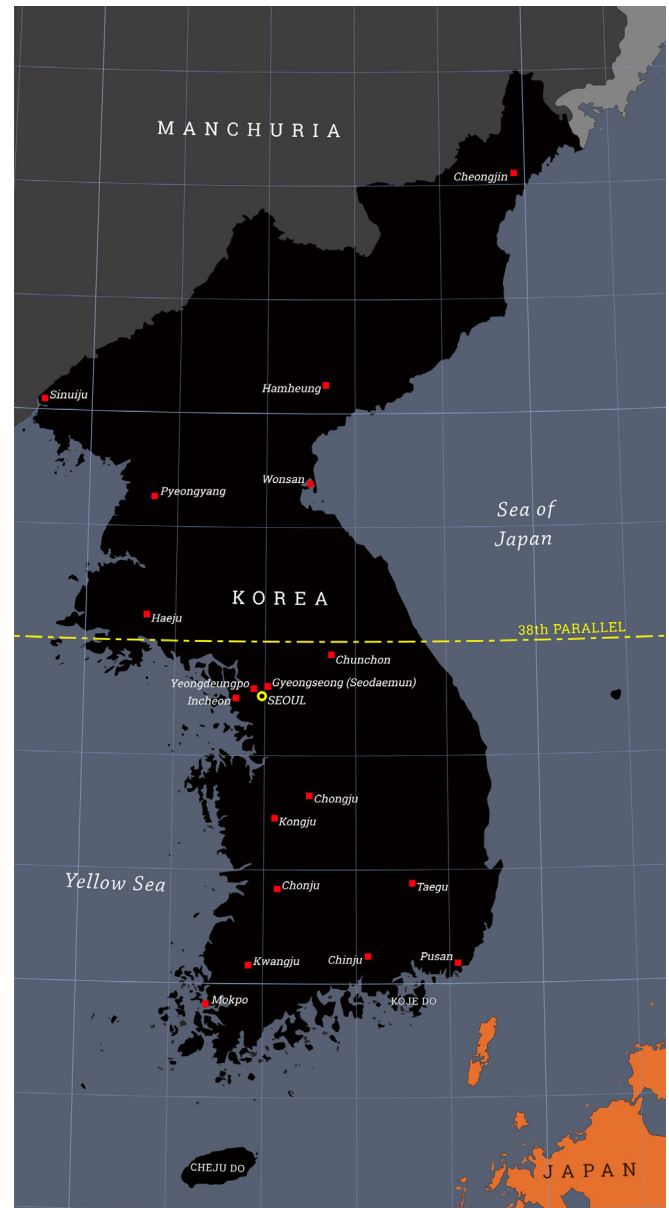 MANCHURIA
Cheongjin
Hamheung
Sinuiju
Wonsan
Pyeongyang
Sea of
Japan
KOREA
Haeju
38th PARALLEL
Chunchon
Yeongdeungpo
Gyeongseong (Seodaemun)
Incheon
SEOUL
Chongju
Kongju
Yellow Sea
Chonju
Taegu
Kwangju
Chinju
Pusan
Mokpo
KOJE DO
CHEJU DO
JAPAN